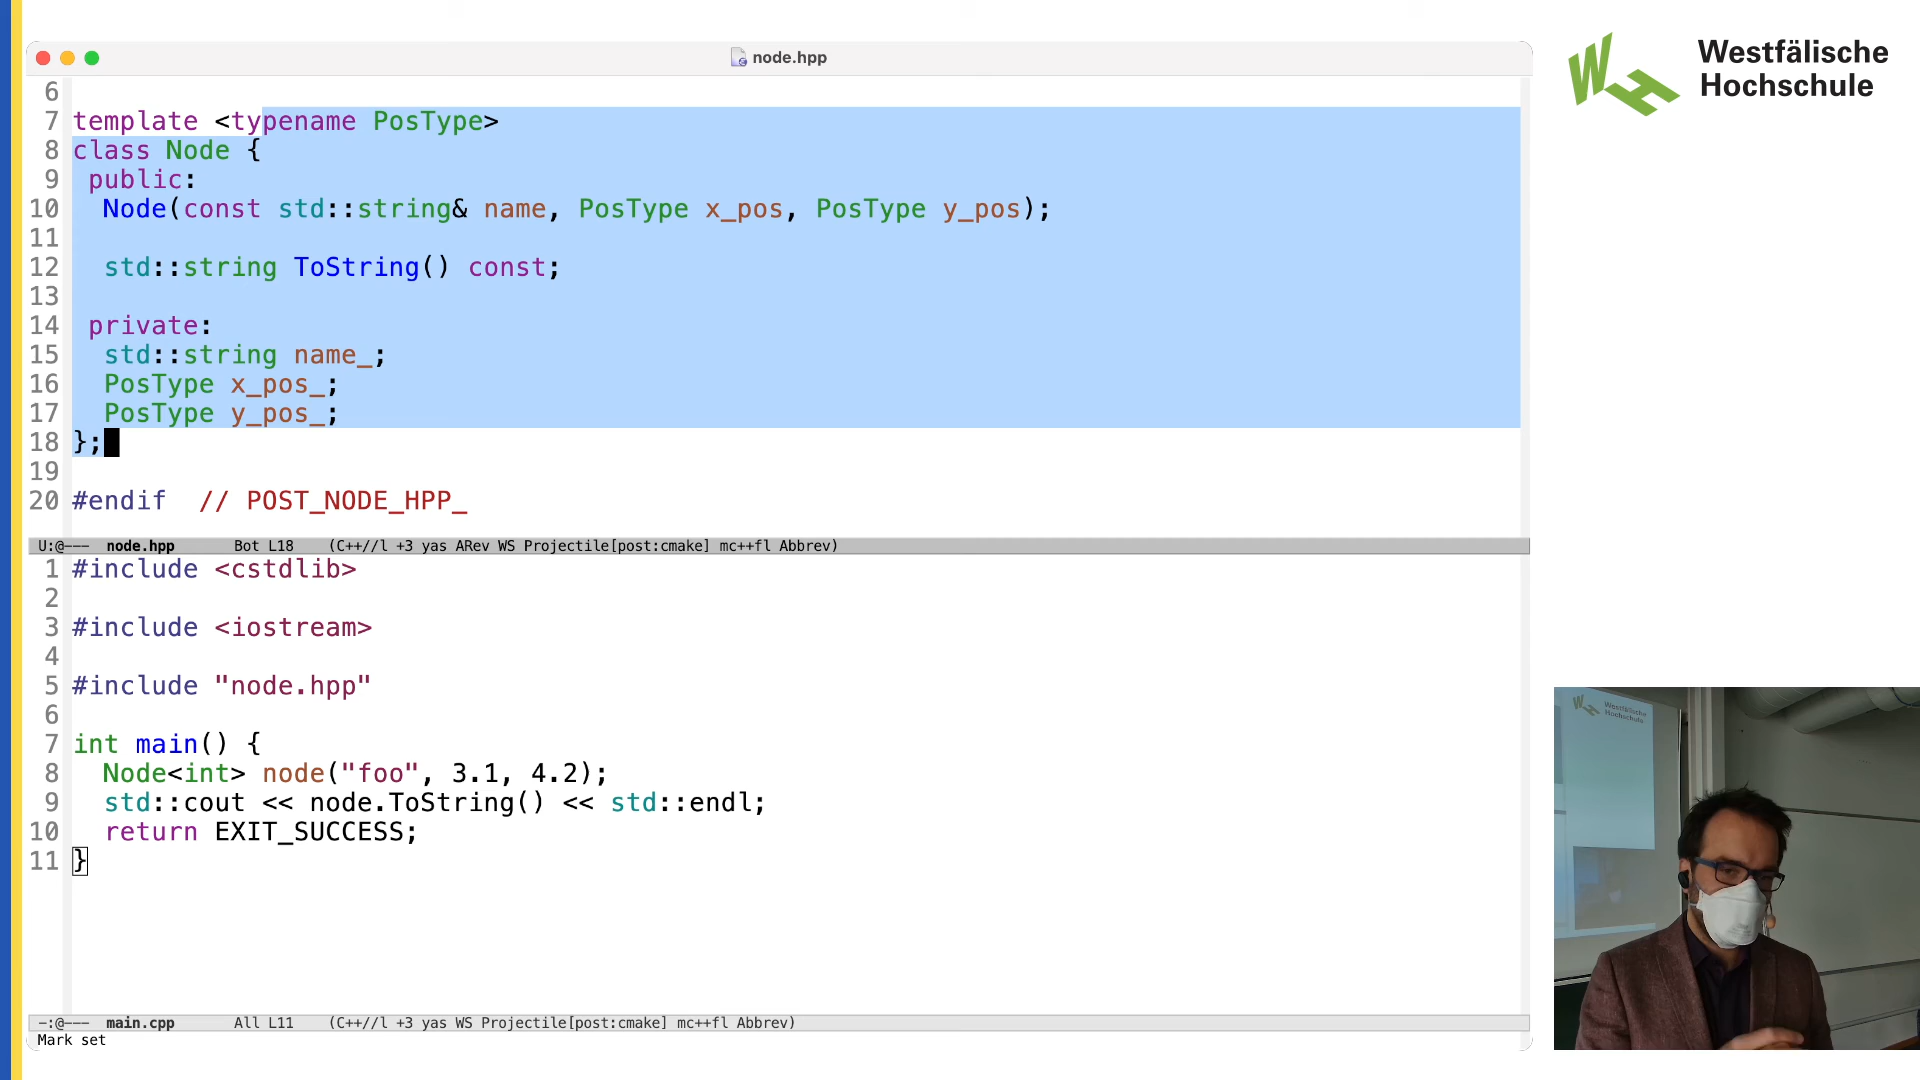 node.hpp
Westfälische
Hochschule
6
7 template <typename PosType>
8 class Node {
9  public:
10   Node(const std::string& name, PosType x_pos, PosType y_pos);
11
12   std::string ToString() const;
13
14  private:
15   std::string name_;
16   PosType x_pos_;
17   PosType y_pos_;
18 };
19
20 #endif  // POST_NODE_HPP_
U:@--- node.hpp Bot L18 (C++//l +3 yas ARev WS Projectile[post:cmake] mc++fl Abbrev)
1 #include <cstdlib>
2
3 #include <iostream>
4
5 #include "node.hpp"
6
7 int main() {
8   Node<int> node("foo", 3.1, 4.2);
9   std::cout << node.ToString() << std::endl;
10   return EXIT_SUCCESS;
11 }
-:@--- main.cpp All L11 (C++//l +3 yas WS Projectile[post:cmake] mc++fl Abbrev)
Mark set
Westfälische
Hochschule